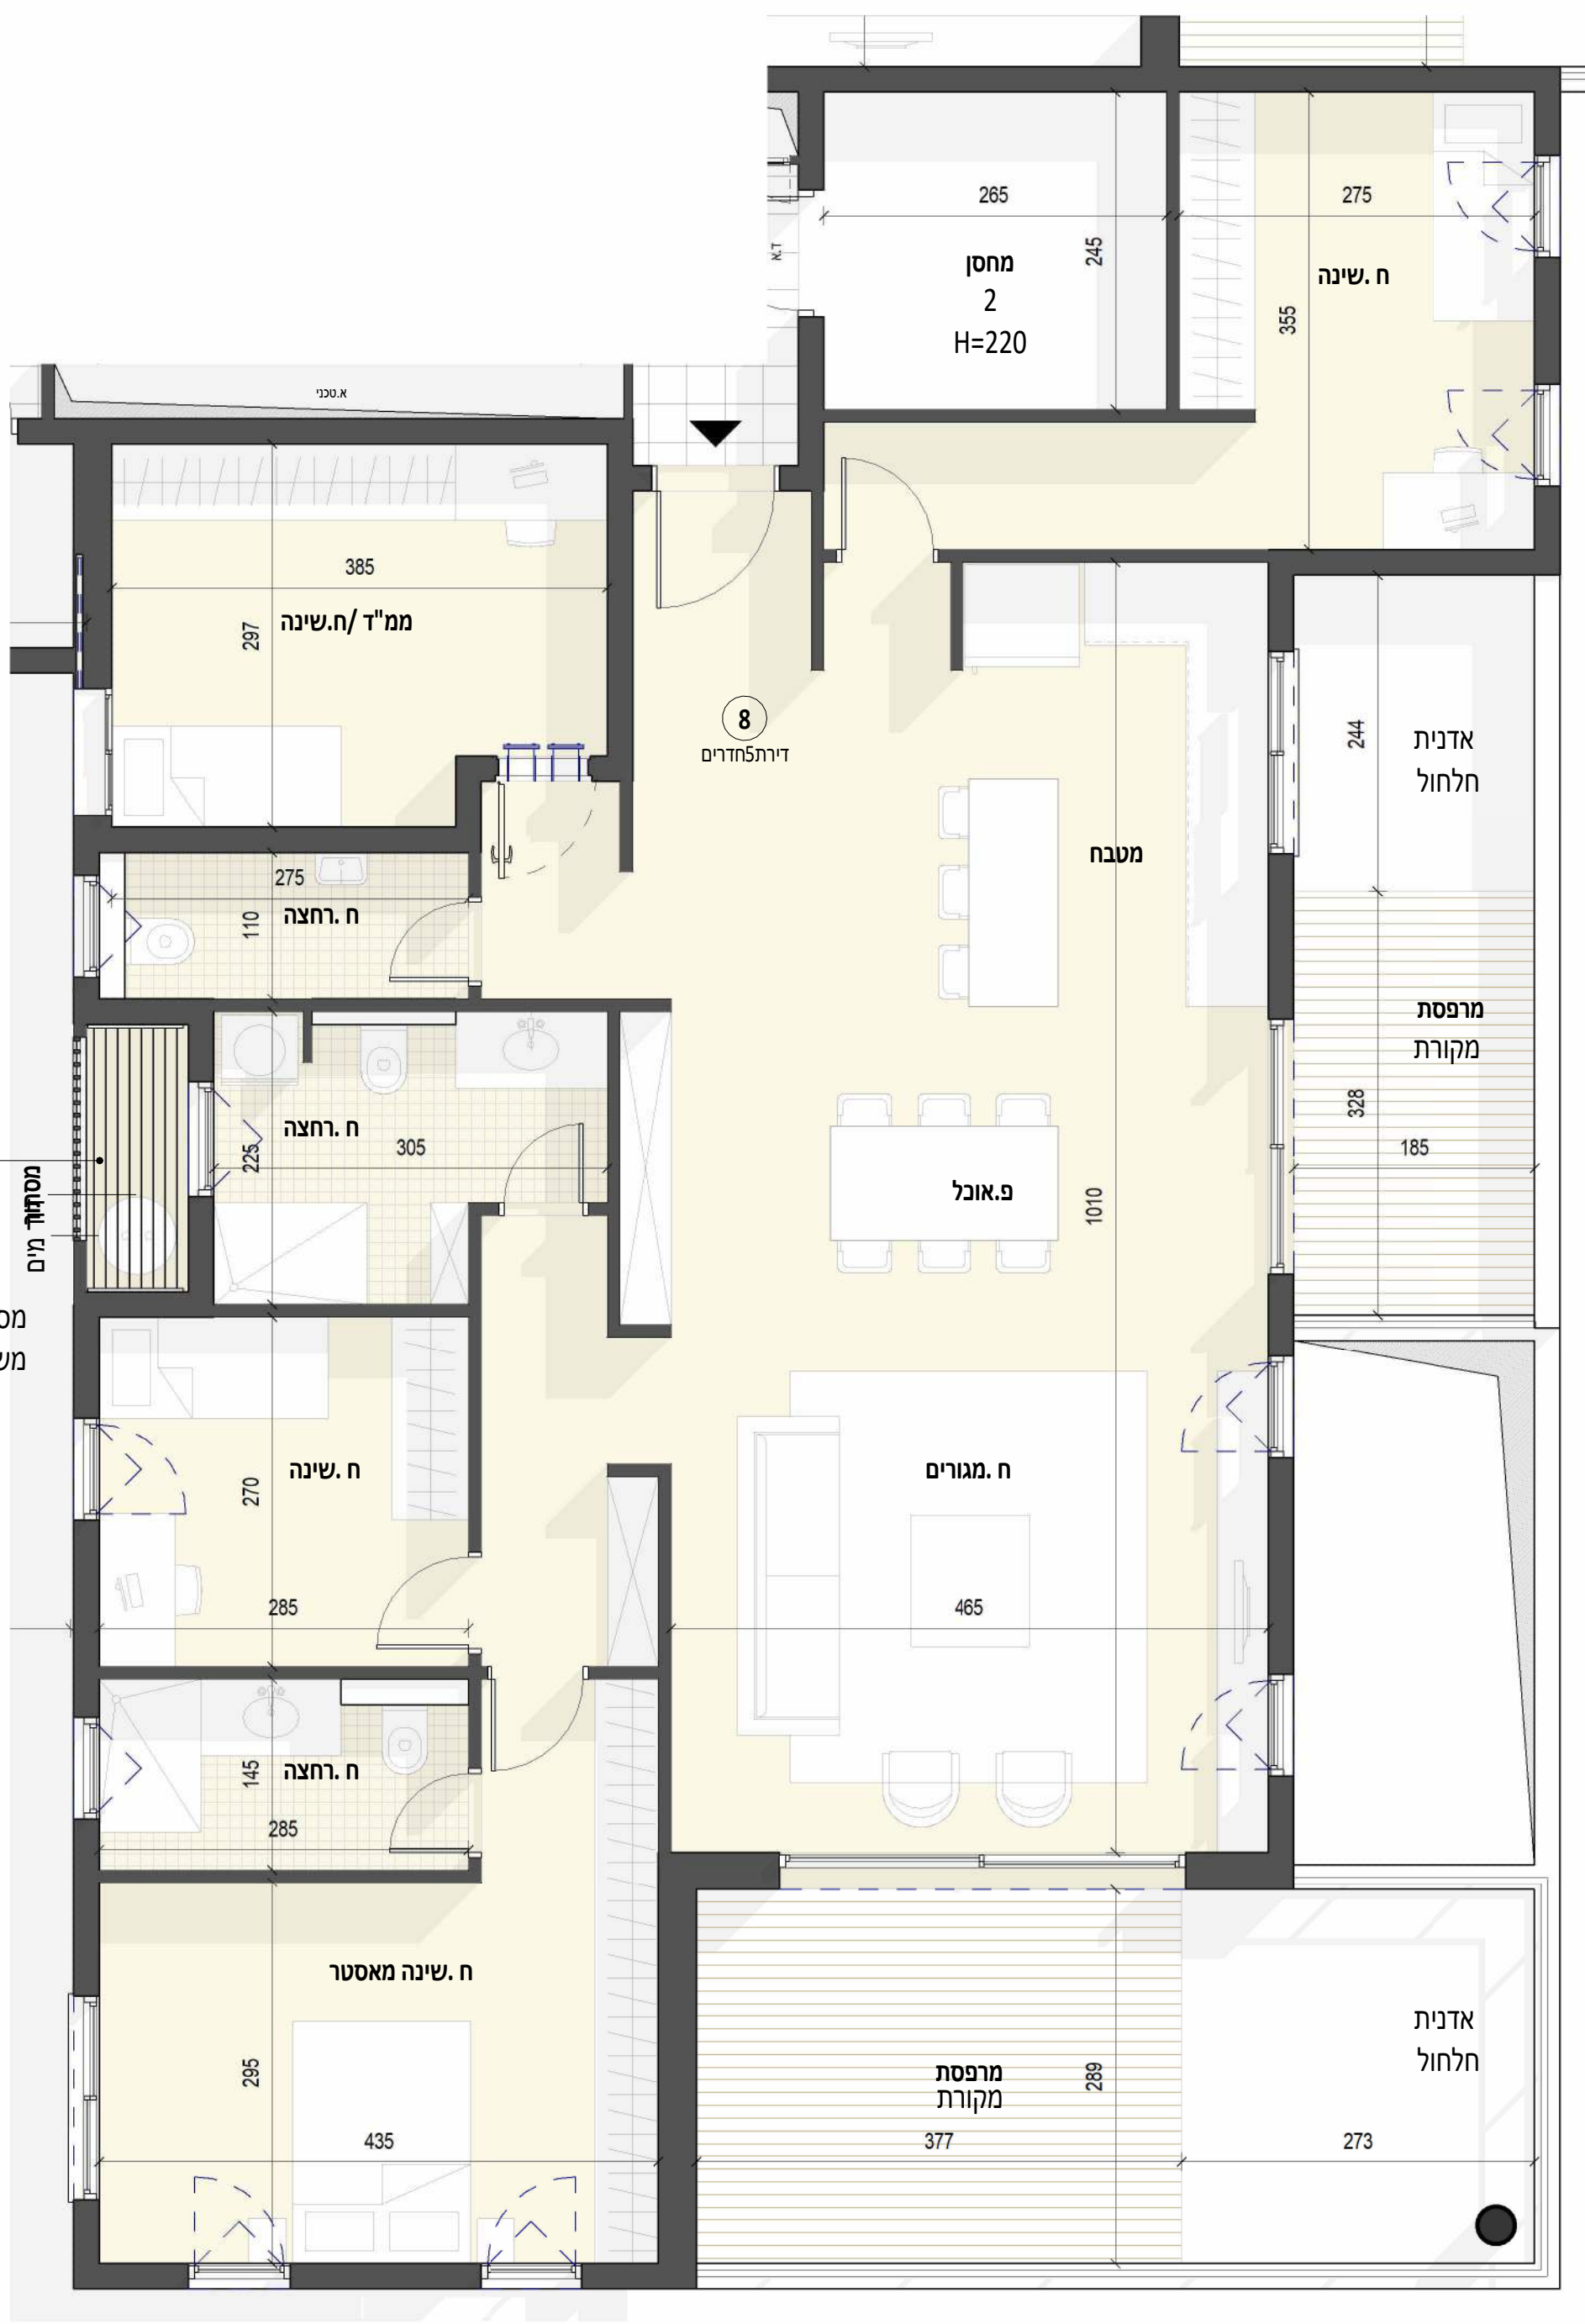 265
245
מחסן
2
H=220
275
ח .שינה
355
ד.א
א.טכני
385
297
ממ"ד /ח.שינה
8
דירת5חדרים
244
אדנית
חלחול
מטבח
275
110
ח .רחצה
מרפסת
מקורת
328
185
225
ח .רחצה
305
מסתור
מים
פ.אוכל
1010
ח .שינה
270
285
ח .מגורים
465
145
ח .רחצה
285
ח .שינה מאסטר
295
435
מרפסת
מקורת
289
377
אדנית
חלחול
273